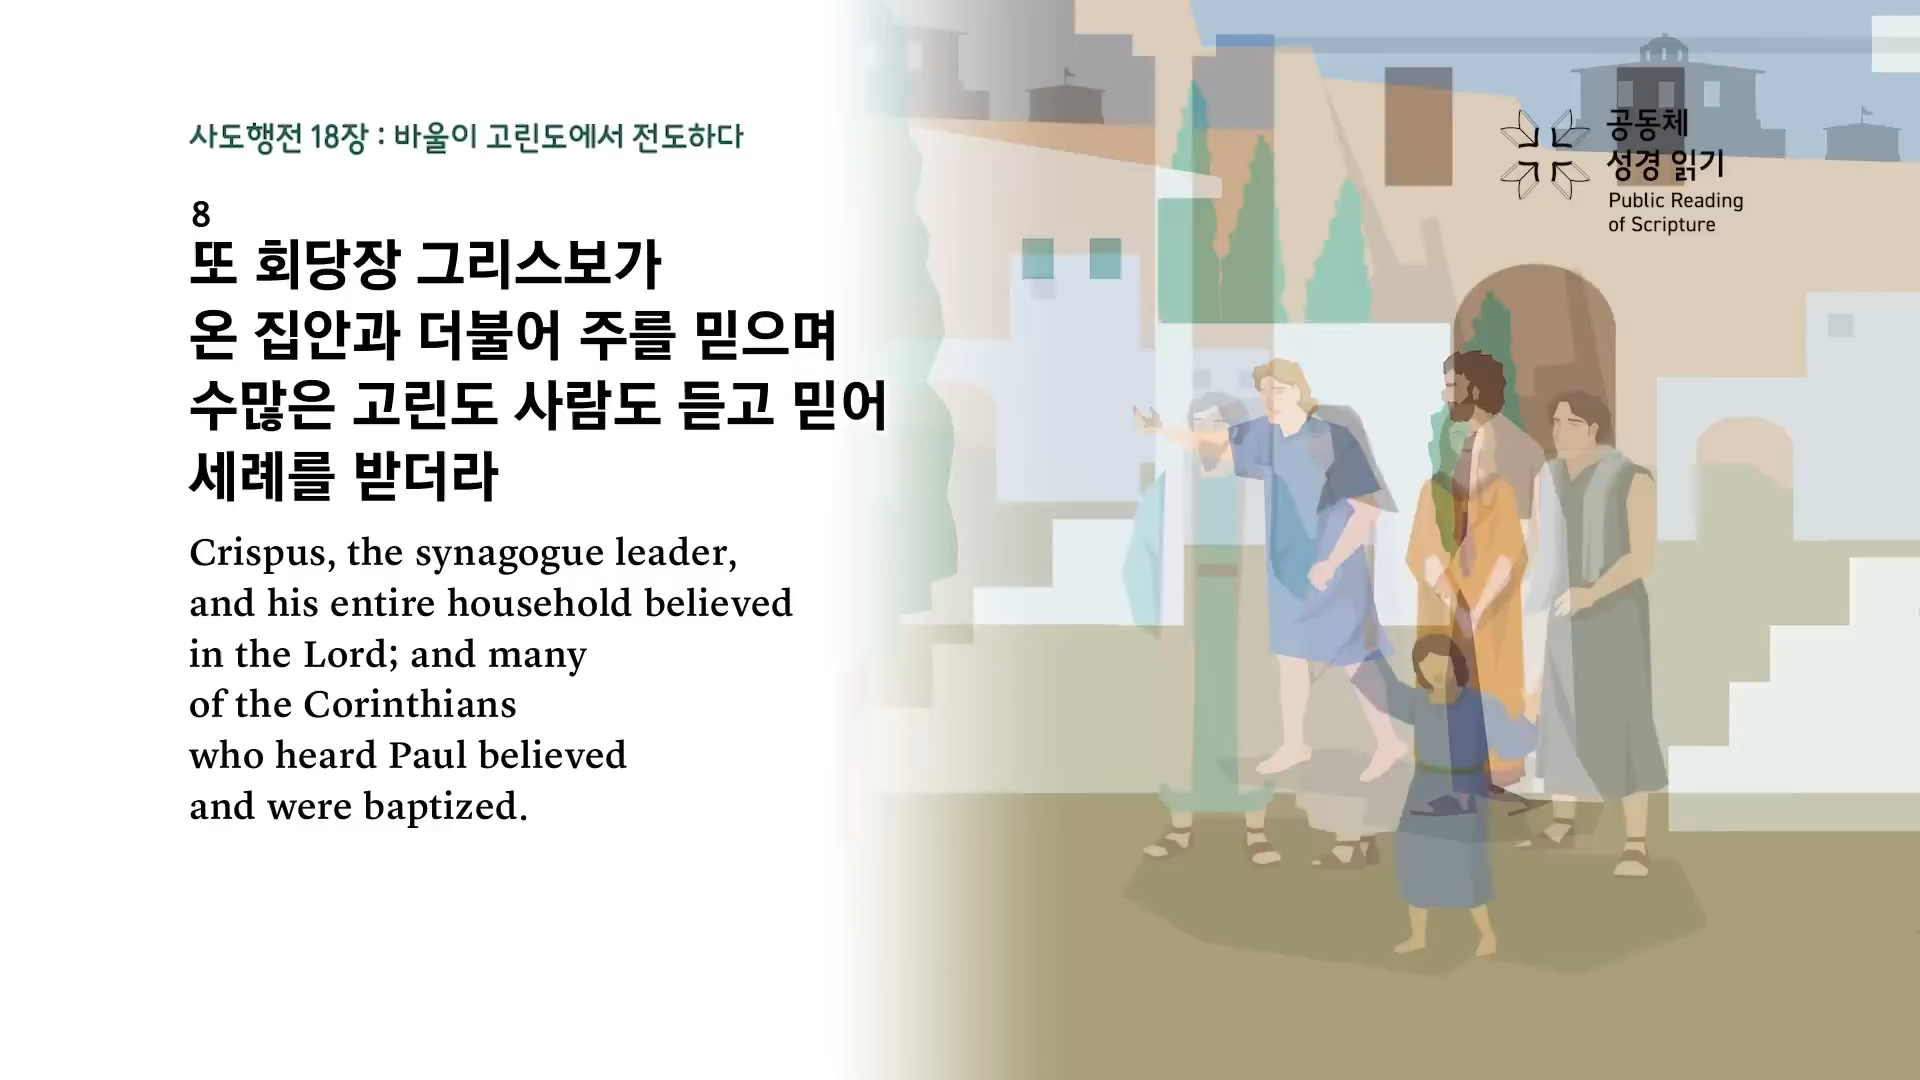 사도행전 18장 : 바울이 고린도에서 전도하다
8
또 회당장 그리스보가
온 집안과 더불어 주를 믿으며
수많은 고린도 사람도 듣고 믿어
세례를 받더라
Crispus, the synagogue leader,
and his entire household believed
in the Lord; and many
of the Corinthians
who heard Paul believed
and were baptized.
공동체
성경 읽기
Public Reading
of Scripture